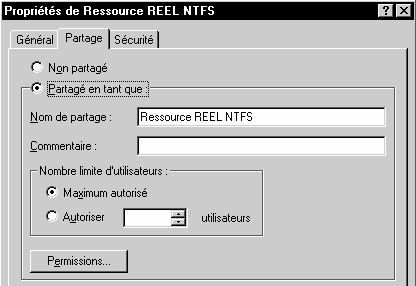 Propriétés de Ressource REEL NTFS
Général Partage Sécurité
Non partagé
Partagé en tant que :
Nom de partage : Ressource REEL NTFS
Commentaire :
Nombre limite d'utilisateurs :
Maximum autorisé
Autoriser utilisateurs
Permissions...